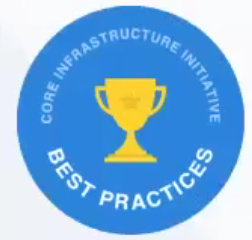 CORE INFRASTRUCTURE INITIATIVE
BEST PRACTICES